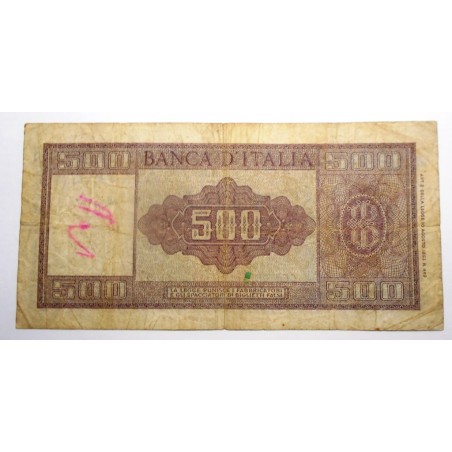 500 500
BANCA D'ITALIA
500
500 500
LA LEGGE PUNISCE I FABBRICATORI
E GLI SPACCIATORI DI BIGLIETTI FALSI